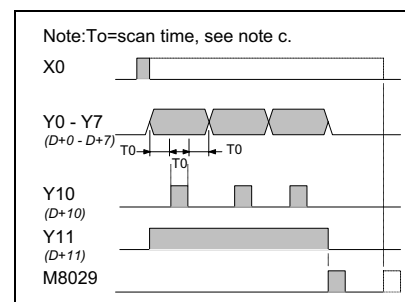 Note:To=scan time, see note c.
X0
Y0 - Y7
(D+0 - D+7)
T0
T0
T0
Y10
(D+10)
Y11
(D+11)
M8029